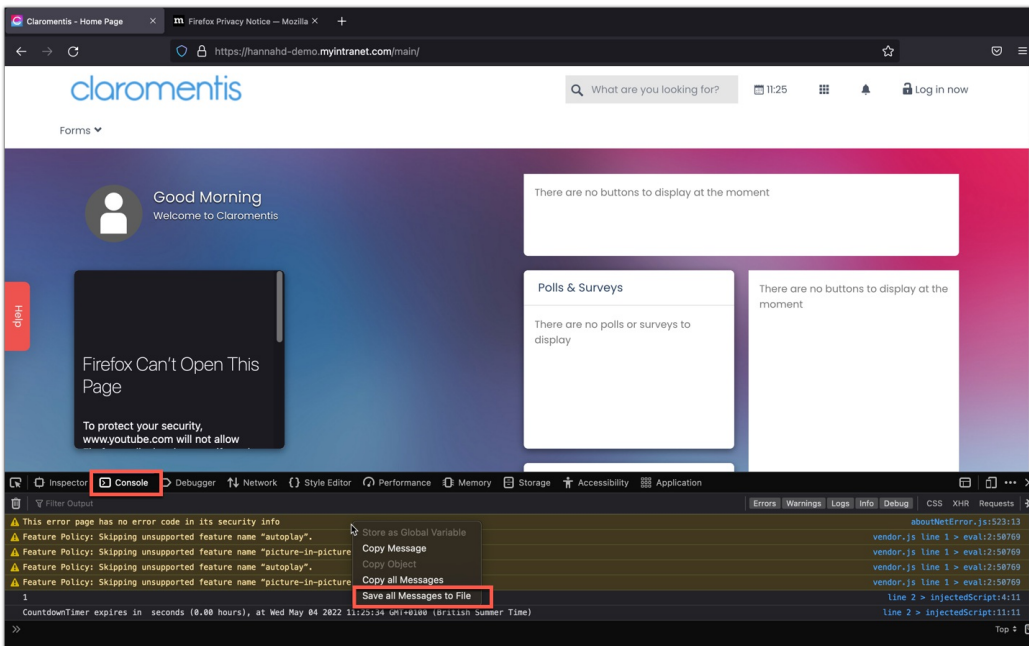 Claromentis - Home Page
Firefox Privacy Notice — Mozilla
https://hannahd-demo.myintranet.com/main/
claromentis
What are you looking for?
11:25
Log in now
Forms
Good Morning
Welcome to Claromentis
There are no buttons to display at the moment
Help
Firefox Can't Open This
Page
To protect your security,
www.youtube.com will not allow
Polls & Surveys
There are no polls or surveys to
display
There are no buttons to display at the
moment
Inspector Console Debugger Network {} Style Editor Performance Memory Storage Accessibility Application
Filter Output
Errors Warnings Logs Info Debug CSS XHR Requests
This error page has no error code in its security info aboutNetError.js:523:13
Feature Policy: Skipping unsupported feature name “autoplay”. vendor.js line 1 > eval:2:50769
Feature Policy: Skipping unsupported feature name “picture-in-picture vendor.js line 1 > eval:2:50769
Feature Policy: Skipping unsupported feature name “autoplay”. vendor.js line 1 > eval:2:50769
Feature Policy: Skipping unsupported feature name “picture-in-picture vendor.js line 1 > eval:2:50769
1 line 2 > injectedScript:4:11
CountdownTimer expires in seconds (0.00 hours), at Wed May 04 2022 11:25:34 GMT+0100 (British Summer Time) line 2 > injectedScript:11:11
Store as Global Variable
Copy Message
Copy Object
Copy all Messages
Save all Messages to File
Top